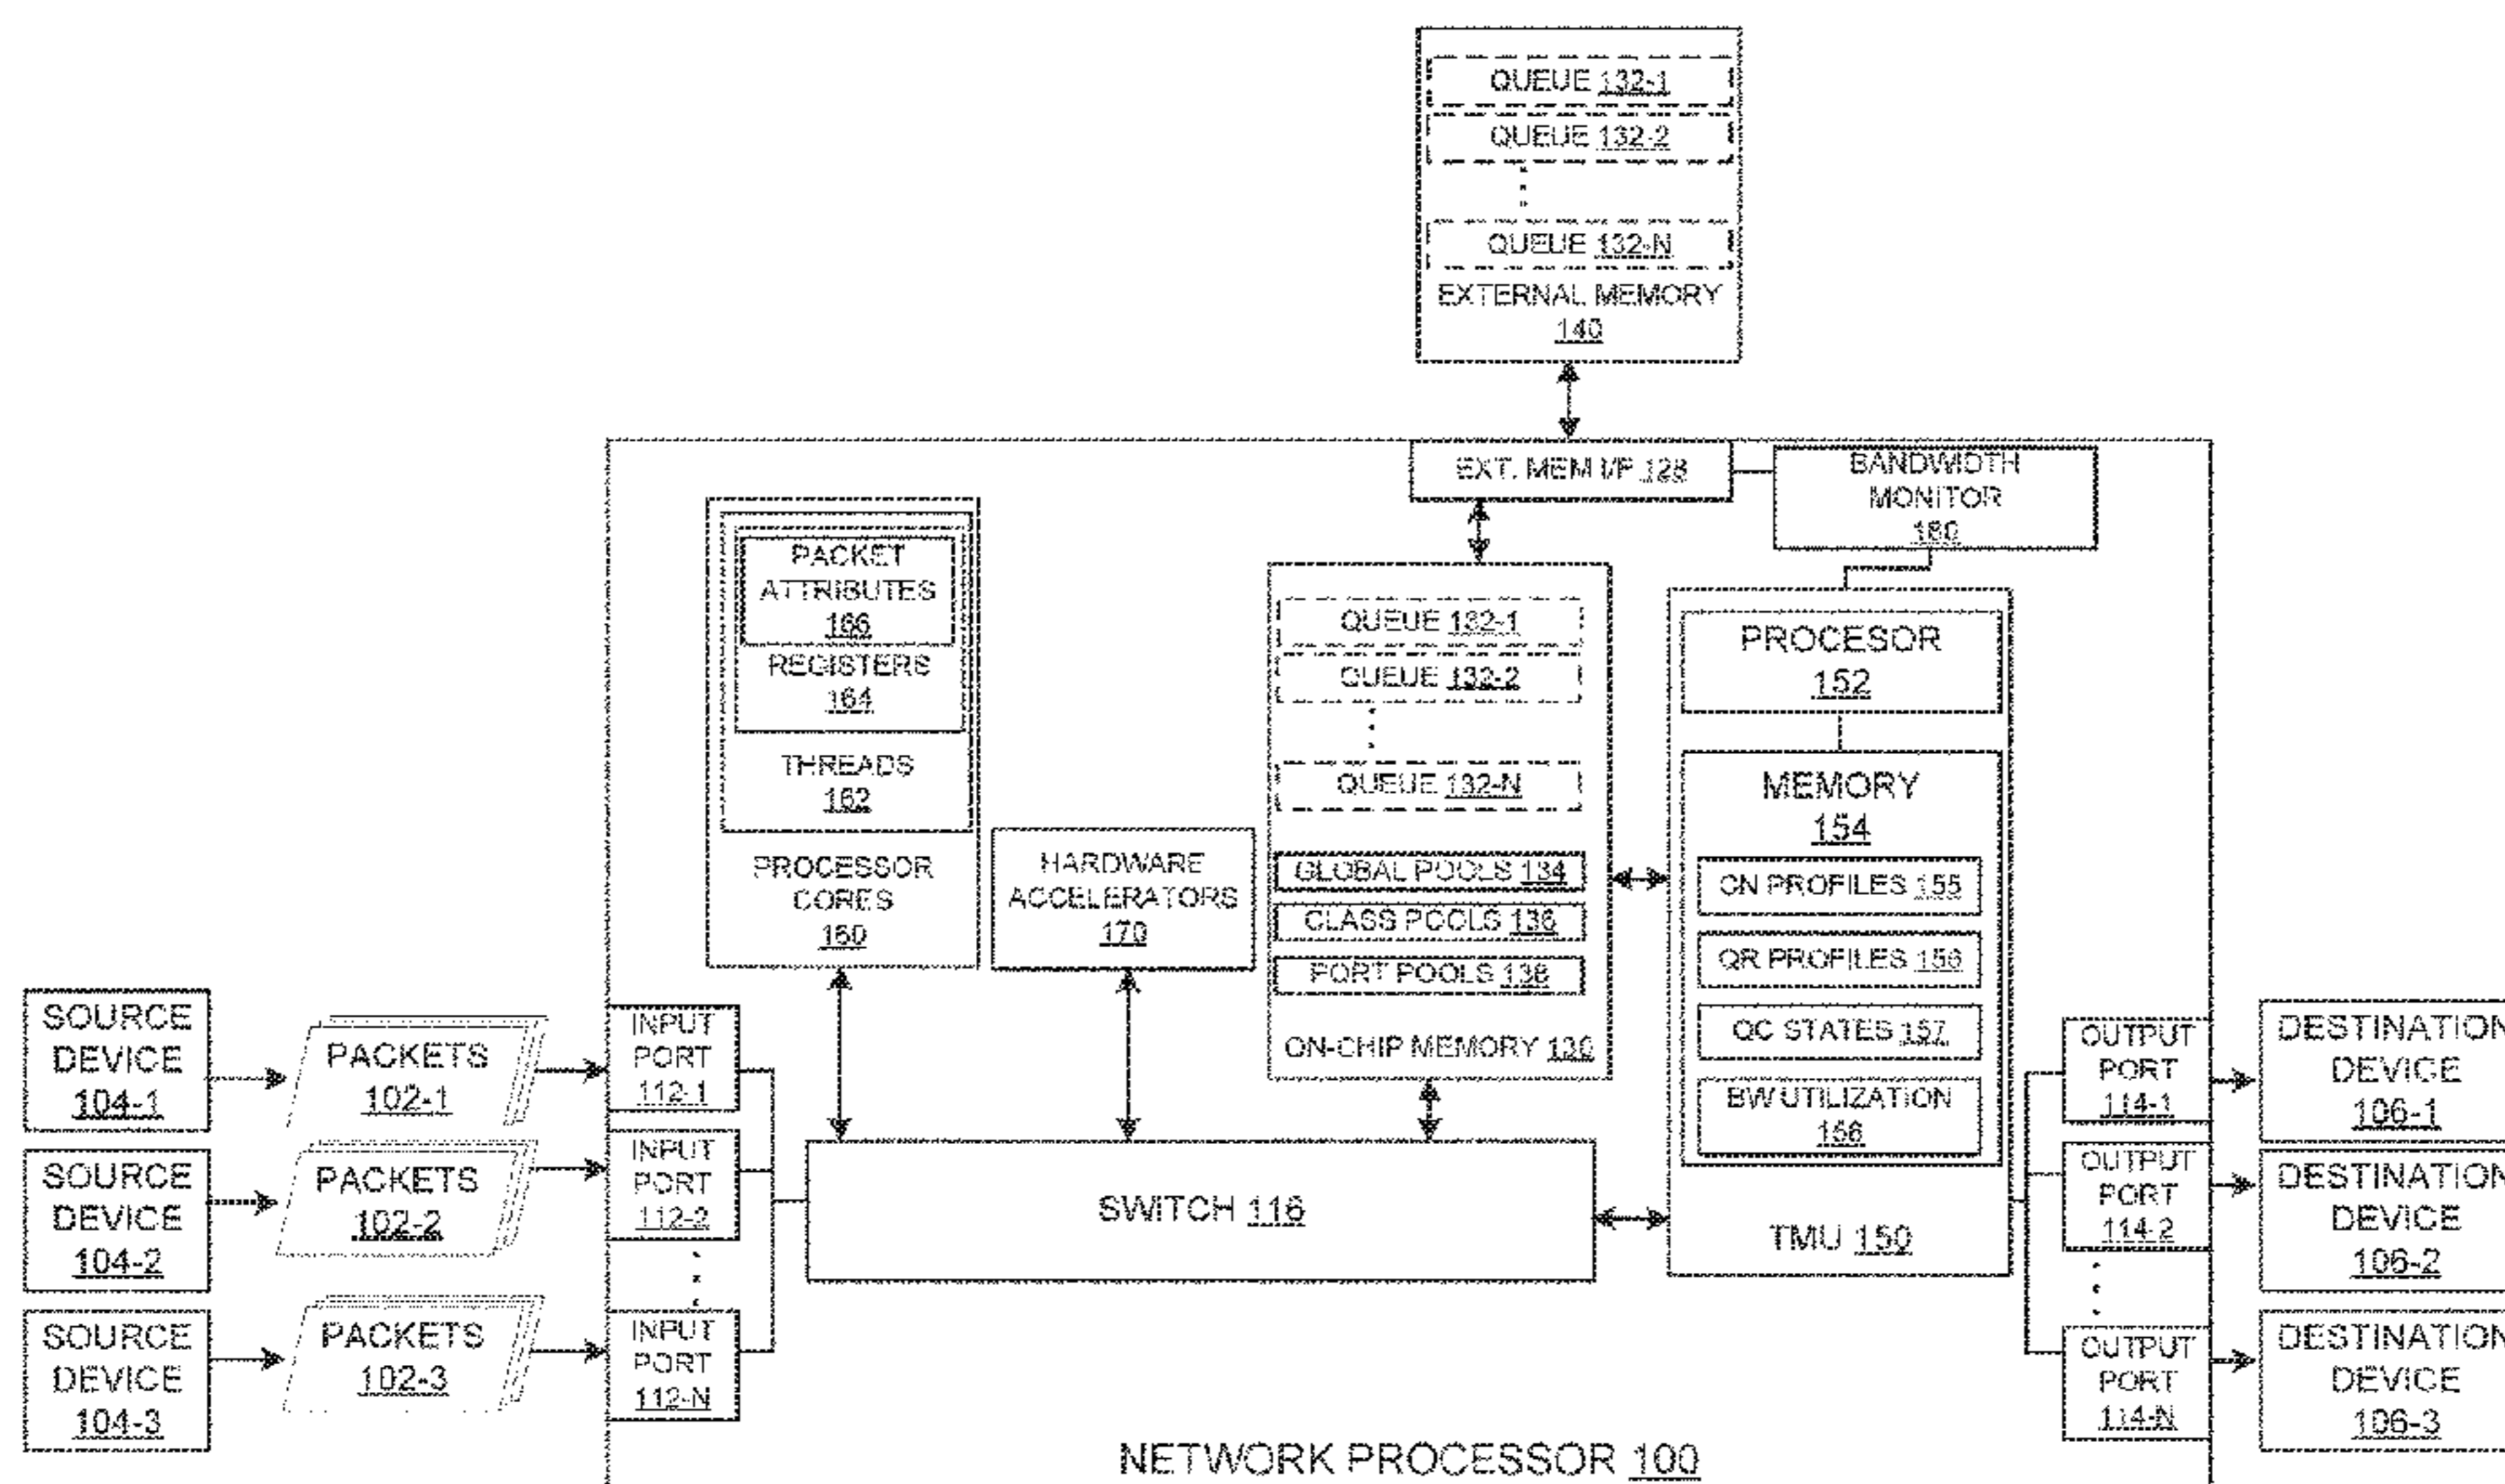 QUEUE 132-1
QUEUE 132-2
QUEUE 132-N
EXTERNAL MEMORY
140
EXT. MEM I/F 128
BANDWIDTH
MONITOR
180
PACKET
ATTRIBUTES
166
REGISTERS
164
THREADS
162
PROCESSOR
CORES
160
HARDWARE
ACCELERATORS
170
QUEUE 132-1
QUEUE 132-2
QUEUE 132-N
GLOBAL POOLS 134
CLASS POOLS 136
PORT POOLS 138
ON-CHIP MEMORY 130
PROCESOR
152
MEMORY
154
CN PROFILES 155
QR PROFILES 156
QC STATES 157
BW UTILIZATION
TMU 150
SOURCE
DEVICE
104-1
SOURCE
DEVICE
104-2
SOURCE
DEVICE
104-3
PACKETS
102-1
PACKETS
102-2
PACKETS
102-3
INPUT
PORT
112-1
INPUT
PORT
112-2
INPUT
PORT
112-N
SWITCH 116
OUTPUT
PORT
114-1
OUTPUT
PORT
114-2
OUTPUT
PORT
114-N
DESTINATION
DEVICE
106-1
DESTINATION
DEVICE
106-2
DESTINATION
DEVICE
106-3
NETWORK PROCESSOR 100